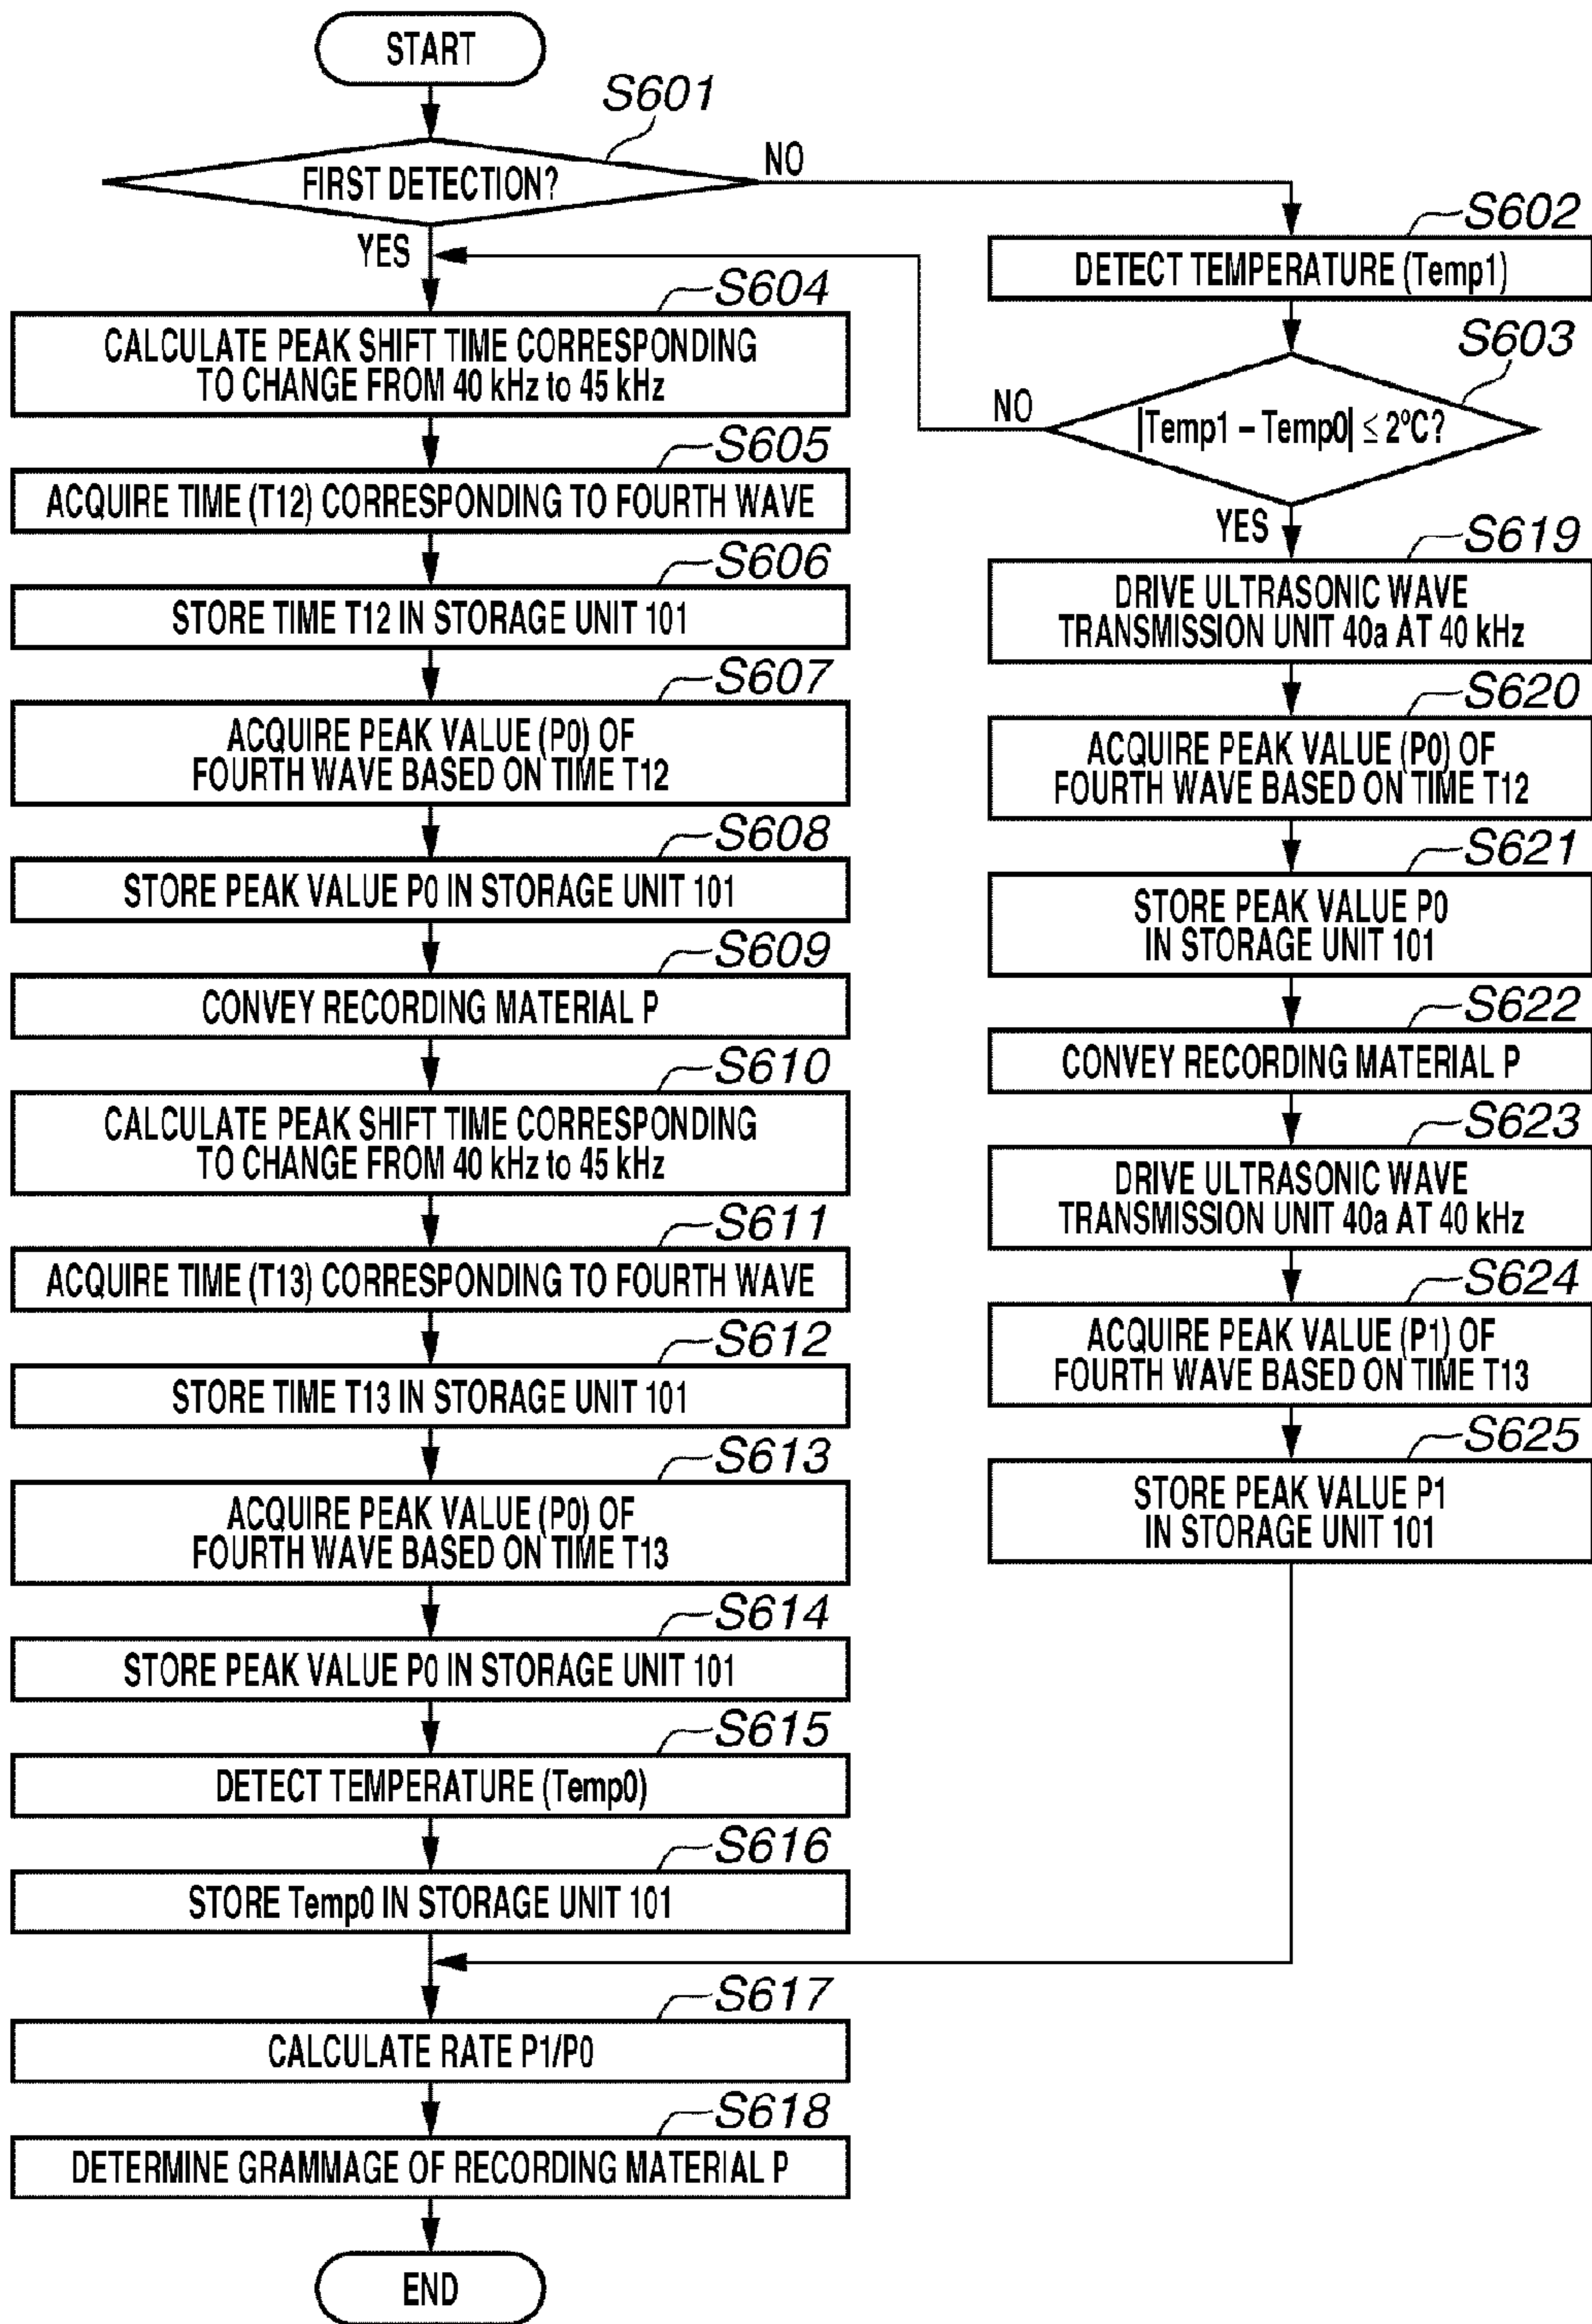 START
S601
FIRST DETECTION?
NO
YES
S602
DETECT TEMPERATURE (Temp1)
S603
|Temp1 – Temp0| ≤ 2°C?
NO
YES
S604
CALCULATE PEAK SHIFT TIME CORRESPONDING
TO CHANGE FROM 40 kHz to 45 kHz
S605
ACQUIRE TIME (T12) CORRESPONDING TO FOURTH WAVE
S606
STORE TIME T12 IN STORAGE UNIT 101
S607
ACQUIRE PEAK VALUE (P0) OF
FOURTH WAVE BASED ON TIME T12
S608
STORE PEAK VALUE P0 IN STORAGE UNIT 101
S609
CONVEY RECORDING MATERIAL P
S610
CALCULATE PEAK SHIFT TIME CORRESPONDING
TO CHANGE FROM 40 kHz to 45 kHz
S611
ACQUIRE TIME (T13) CORRESPONDING TO FOURTH WAVE
S612
STORE TIME T13 IN STORAGE UNIT 101
S613
ACQUIRE PEAK VALUE (P0) OF
FOURTH WAVE BASED ON TIME T13
S614
STORE PEAK VALUE P0 IN STORAGE UNIT 101
S615
DETECT TEMPERATURE (Temp0)
S616
STORE Temp0 IN STORAGE UNIT 101
S619
DRIVE ULTRASONIC WAVE
TRANSMISSION UNIT 40a AT 40 kHz
S620
ACQUIRE PEAK VALUE (P0) OF
FOURTH WAVE BASED ON TIME T12
S621
STORE PEAK VALUE P0
IN STORAGE UNIT 101
S622
CONVEY RECORDING MATERIAL P
S623
DRIVE ULTRASONIC WAVE
TRANSMISSION UNIT 40a AT 40 kHz
S624
ACQUIRE PEAK VALUE (P1) OF
FOURTH WAVE BASED ON TIME T13
S625
STORE PEAK VALUE P1
IN STORAGE UNIT 101
S617
CALCULATE RATE P1/P0
S618
DETERMINE GRAMMAGE OF RECORDING MATERIAL P
END